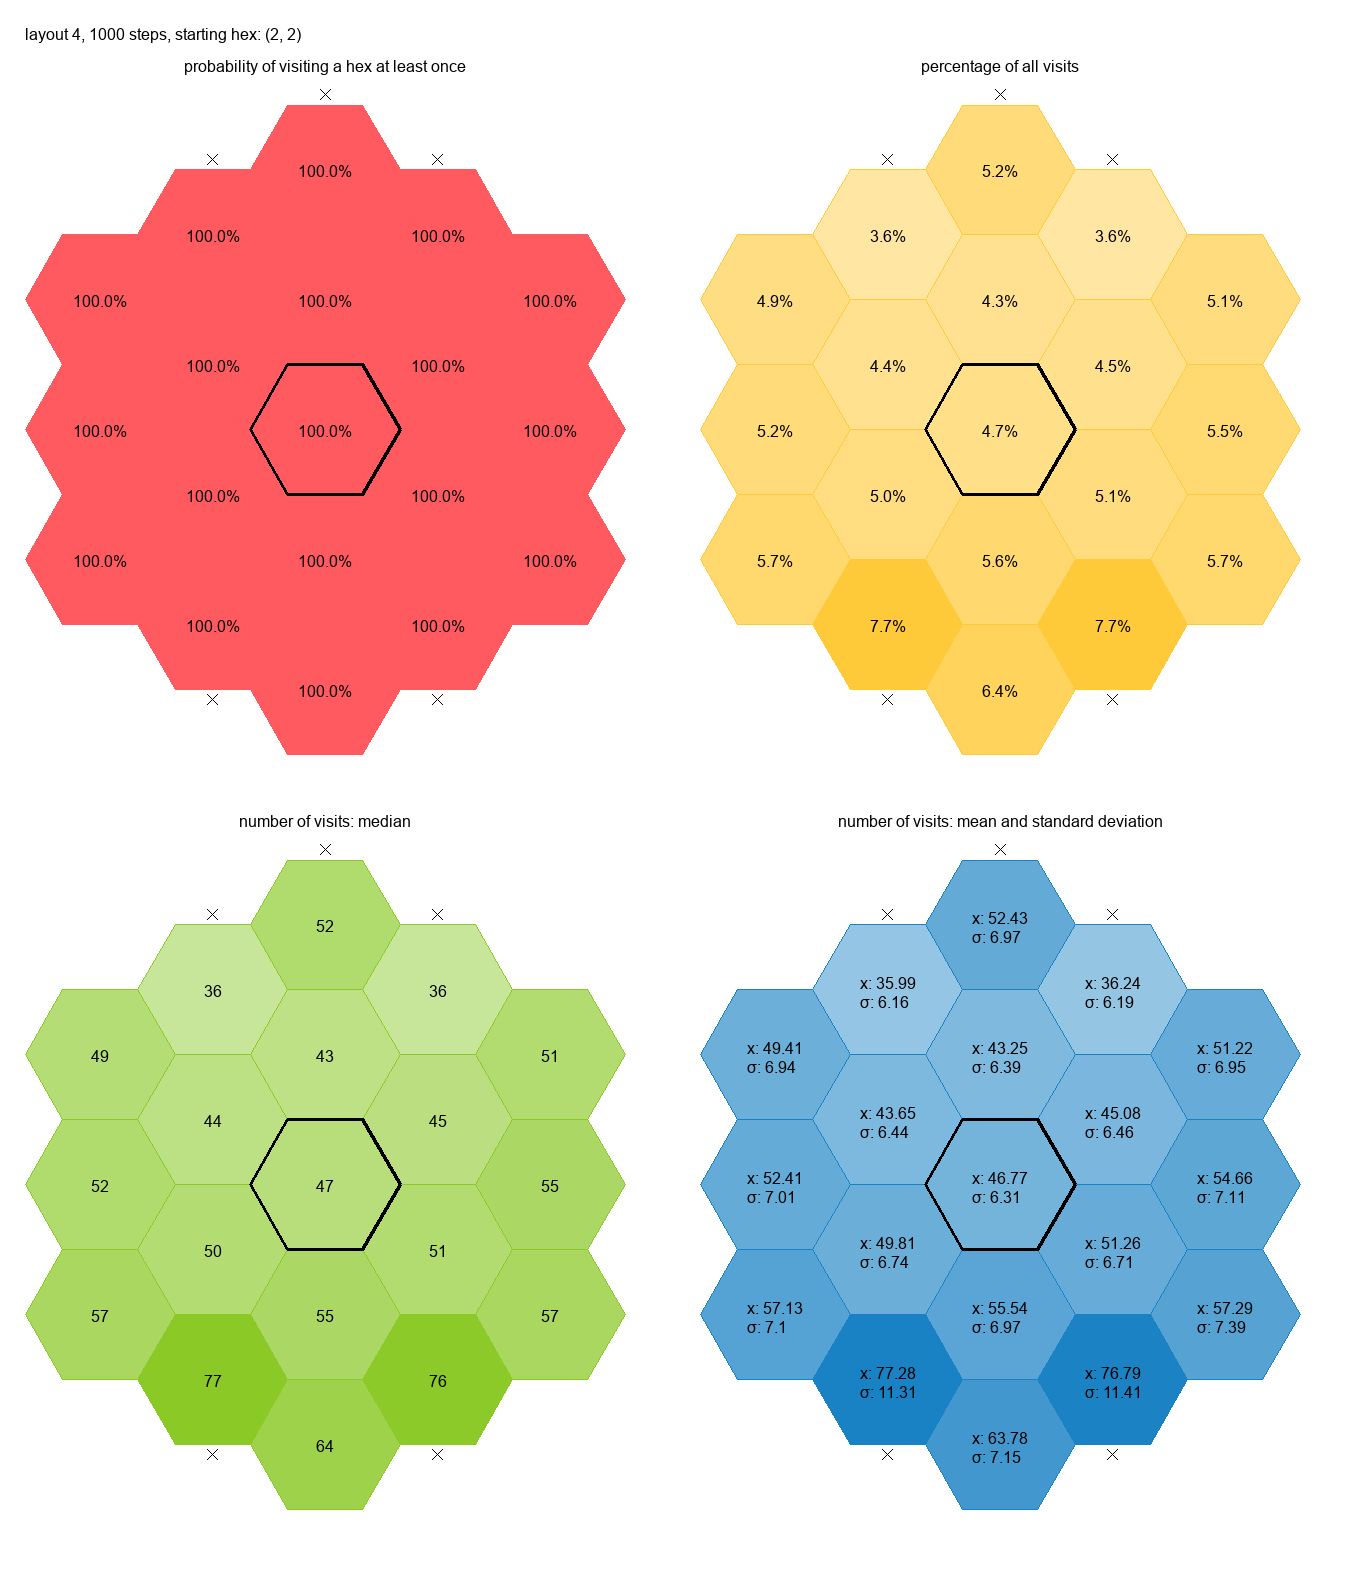 layout 4, 1000 steps, starting hex: (2, 2)
probability of visiting a hex at least once
100.0%
100.0% 100.0%
100.0% 100.0% 100.0%
100.0% 100.0%
100.0% 100.0% 100.0%
100.0% 100.0%
100.0% 100.0% 100.0%
100.0% 100.0%
100.0%
percentage of all visits
5.2%
3.6% 3.6%
4.9% 4.3% 5.1%
4.4% 4.5%
5.2% 4.7% 5.5%
5.0% 5.1%
5.7% 5.6% 5.7%
7.7% 7.7%
6.4%
number of visits: median
52
36 36
49 43 51
44 45
52 47 55
50 51
57 55 57
77 76
64
number of visits: mean and standard deviation
x: 52.43
σ: 6.97
x: 35.99 x: 36.24
σ: 6.16 σ: 6.19
x: 49.41 x: 43.25 x: 51.22
σ: 6.94 σ: 6.39 σ: 6.95
x: 43.65 x: 45.08
σ: 6.44 σ: 6.46
x: 52.41 x: 46.77 x: 54.66
σ: 7.01 σ: 6.31 σ: 7.11
x: 49.81 x: 51.26
σ: 6.74 σ: 6.71
x: 57.13 x: 55.54 x: 57.29
σ: 7.1 σ: 6.97 σ: 7.39
x: 77.28 x: 76.79
σ: 11.31 σ: 11.41
x: 63.78
σ: 7.15